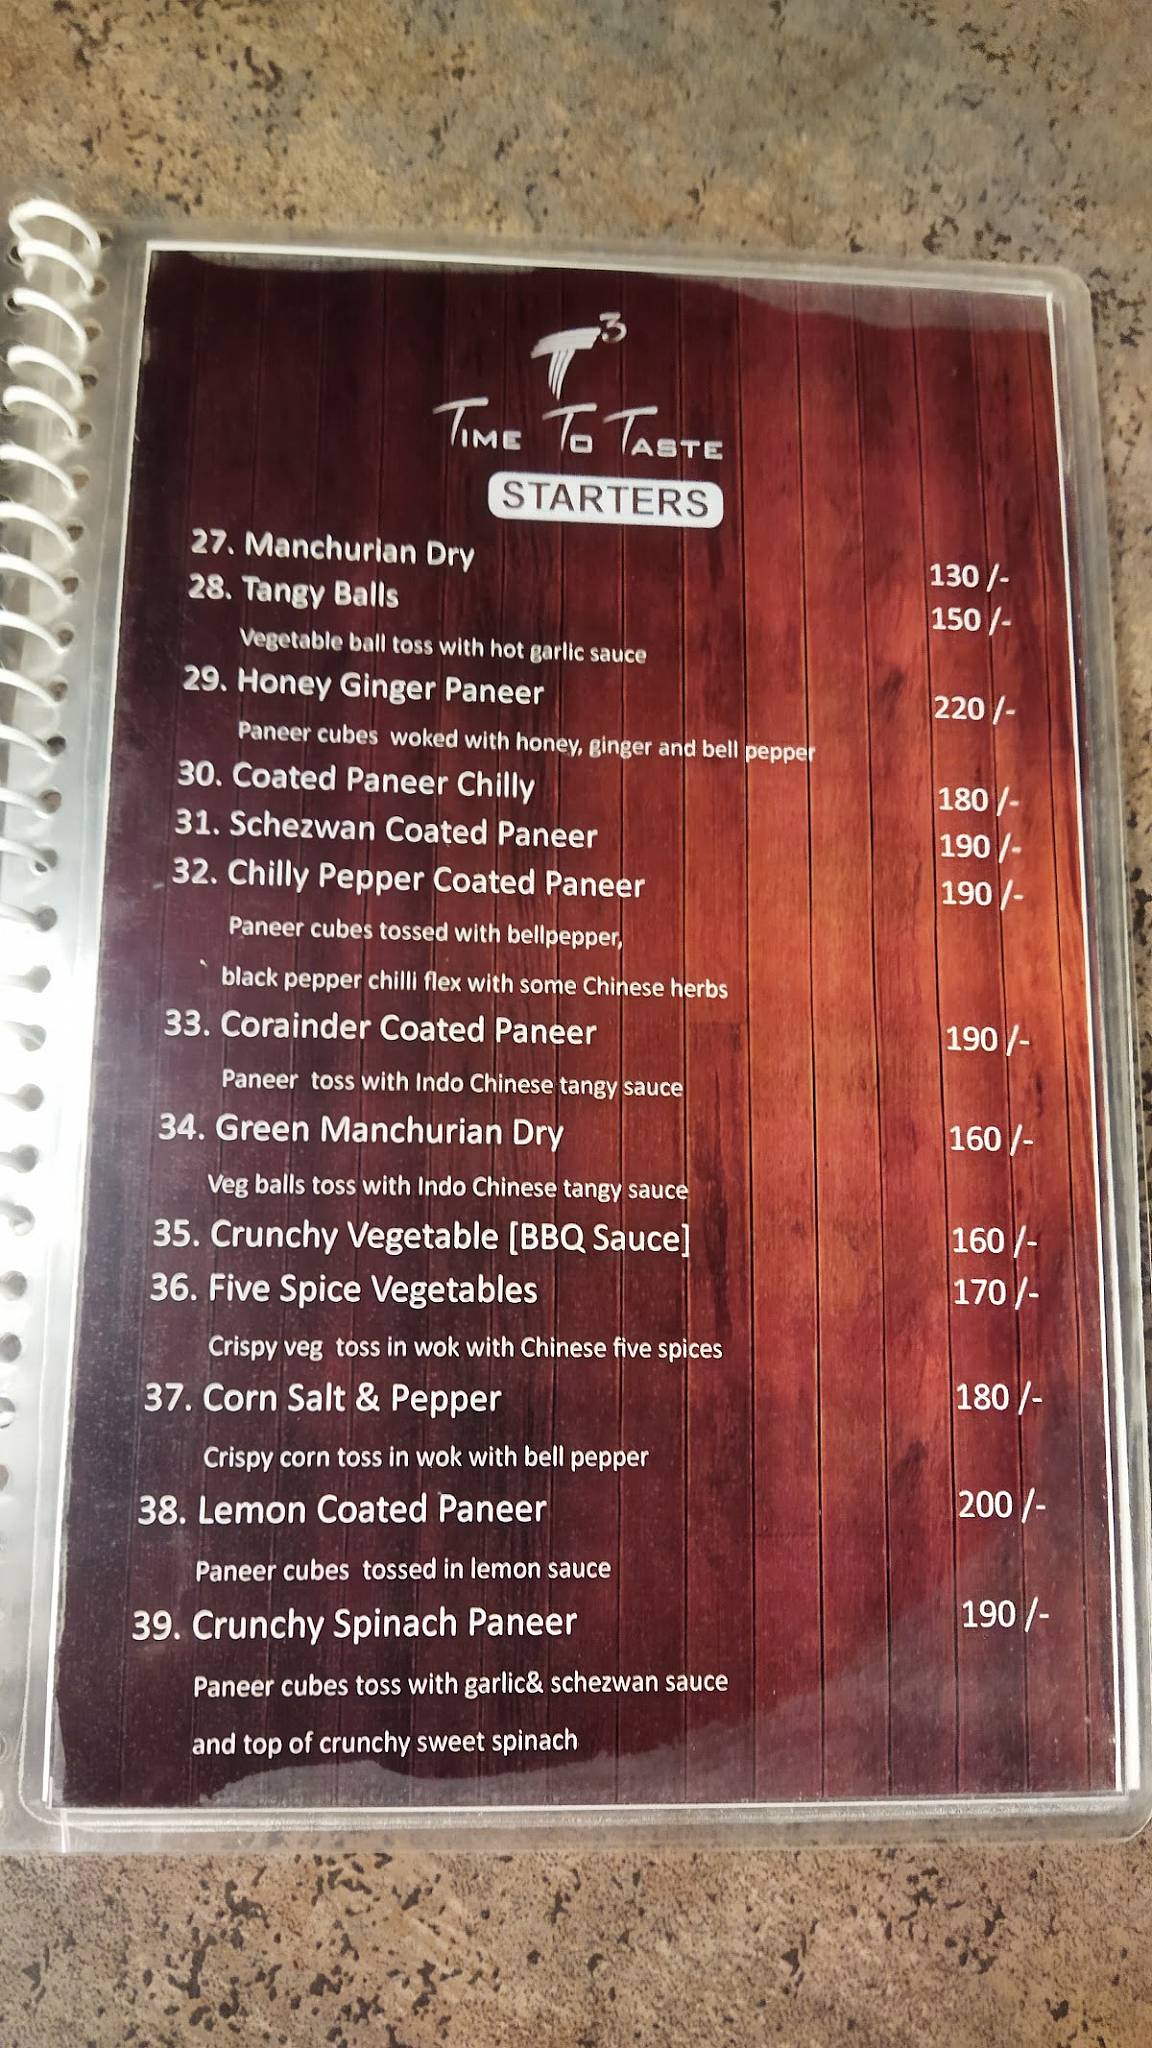 T3
TIME TO TASTE
STARTERS
27. Manchurian Dry 130 /-
28. Tangy Balls 150 /-
Vegetable ball toss with hot garlic sauce
29. Honey Ginger Paneer 220 /-
Paneer cubes woked with honey, ginger and bell pepper
30. Coated Paneer Chilly 180 /-
31. Schezwan Coated Paneer 190 /-
32. Chilly Pepper Coated Paneer 190 /-
Paneer cubes tossed with bellpepper,
black pepper chilli flex with some Chinese herbs
33. Corainder Coated Paneer 190 /-
Paneer toss with Indo Chinese tangy sauce
34. Green Manchurian Dry 160 /-
Veg balls toss with Indo Chinese tangy sauce
35. Crunchy Vegetable [BBQ Sauce] 160 /-
36. Five Spice Vegetables 170 /-
Crispy veg toss in wok with Chinese five spices
37. Corn Salt & Pepper 180 /-
Crispy corn toss in wok with bell pepper
38. Lemon Coated Paneer 200 /-
Paneer cubes tossed in lemon sauce
39. Crunchy Spinach Paneer 190 /-
Paneer cubes toss with garlic& schezwan sauce
and top of crunchy sweet spinach